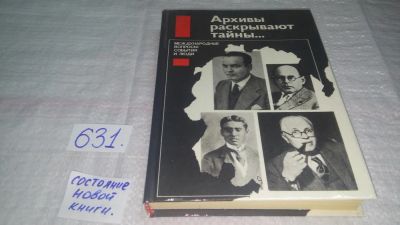 Архивы
раскрывают
тайны...
МЕЖДУНАРОДНЫЕ
ВОПРОСЫ:
СОБЫТИЯ
И ЛЮДИ
631.
состояние
новой
книги.